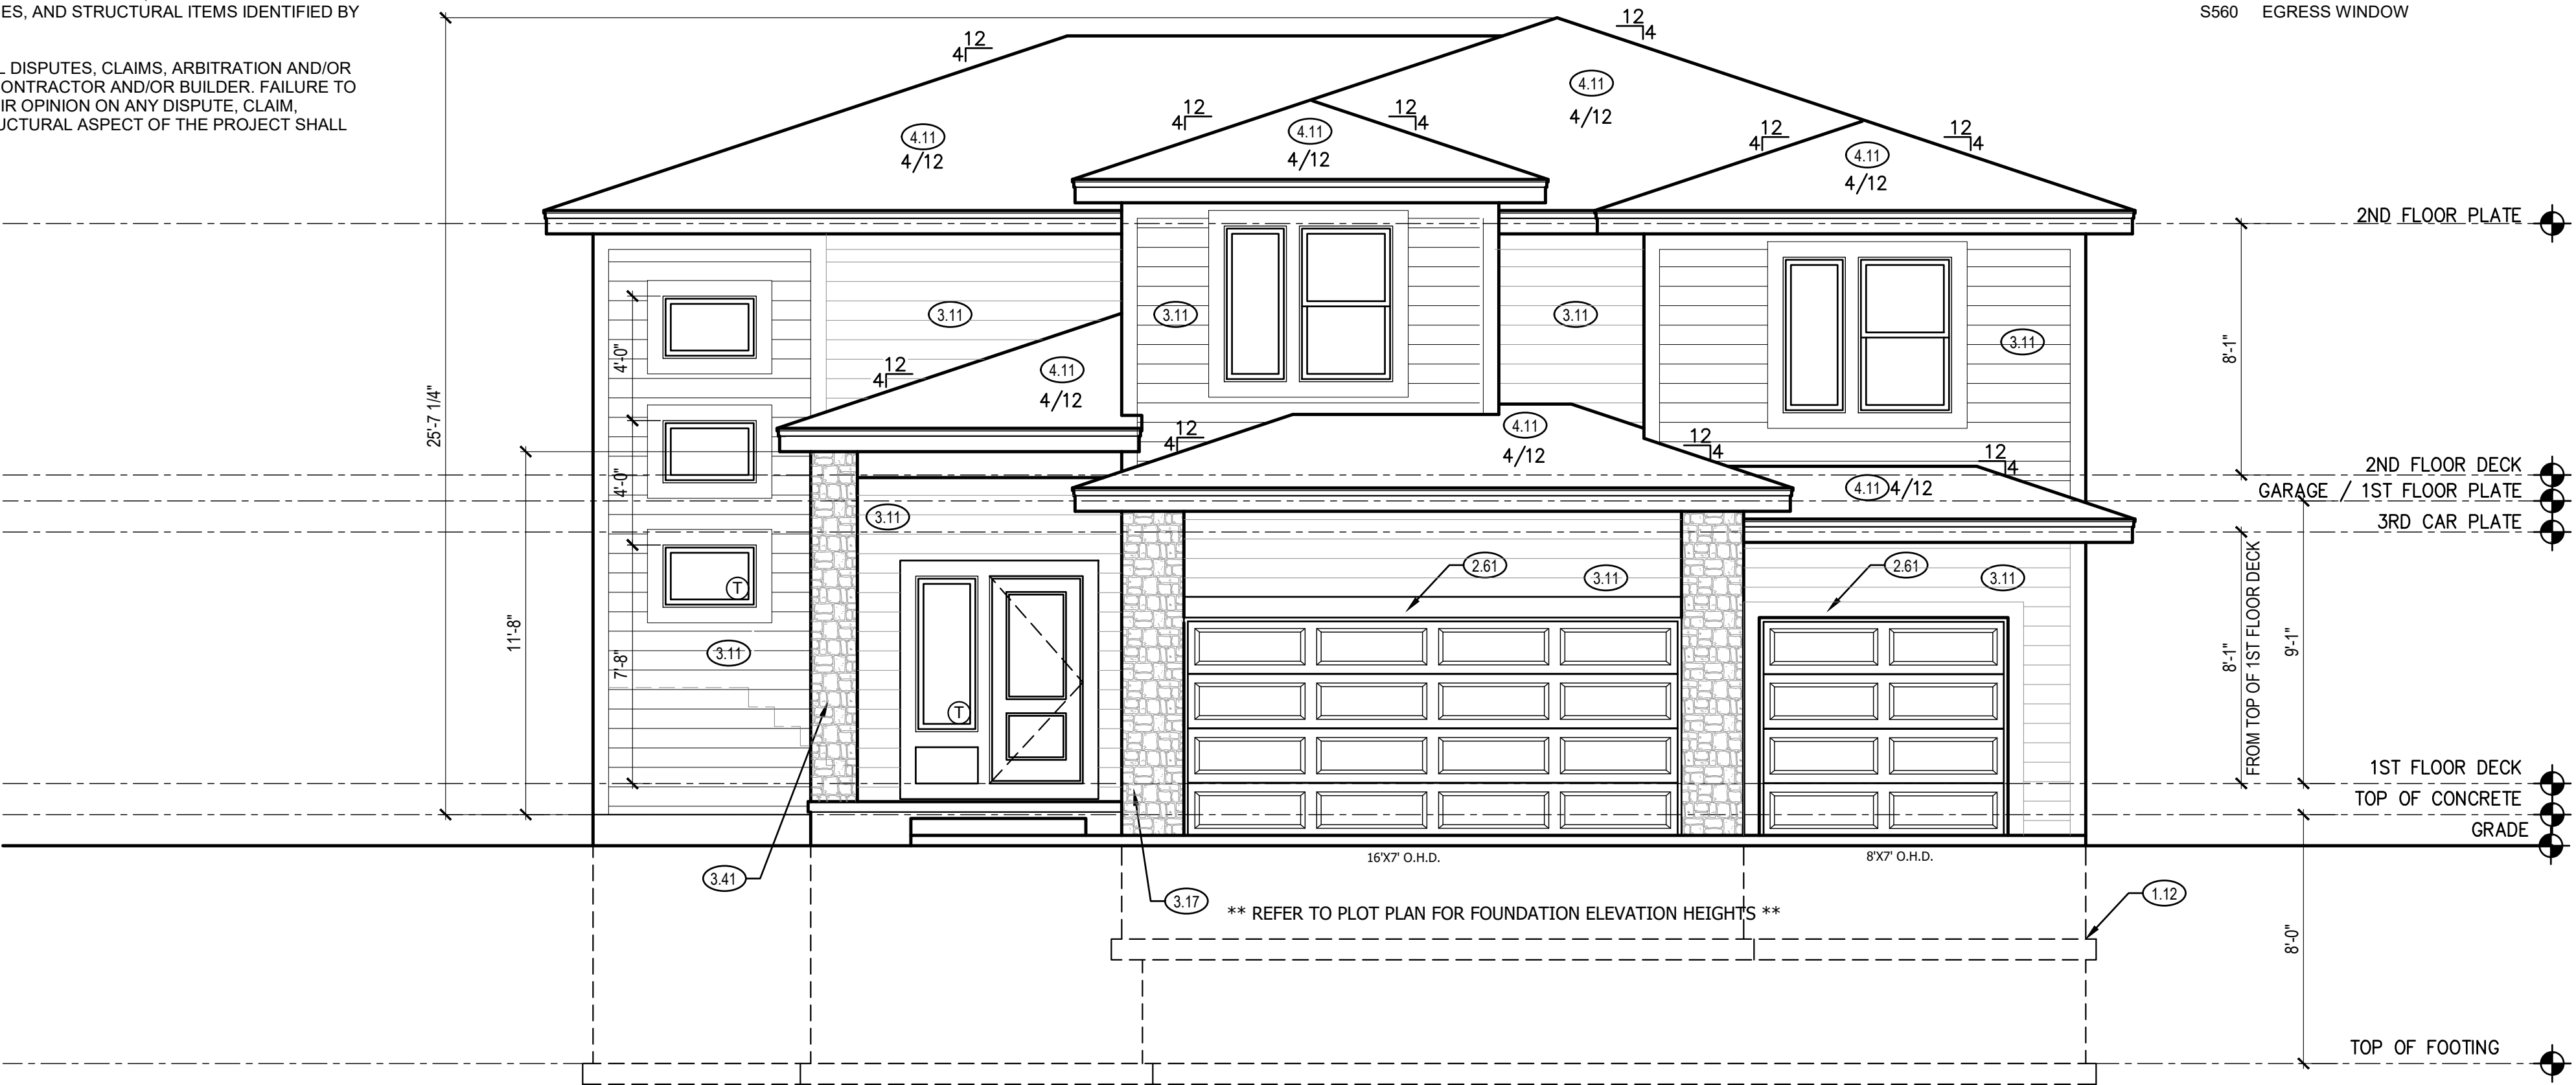 ES, AND STRUCTURAL ITEMS IDENTIFIED BY
L DISPUTES, CLAIMS, ARBITRATION AND/OR
ONTRACTOR AND/OR BUILDER. FAILURE TO
IR OPINION ON ANY DISPUTE, CLAIM,
UCTURAL ASPECT OF THE PROJECT SHALL
S560 EGRESS WINDOW
12
4
12
4
4.11
4/12
12
4
12
4
4.11
4/12
4.11
4/12
12
4
12
4
4.11
4/12
2ND FLOOR PLATE
3.11
3.11
3.11
3.11
8'-1"
4'-0"
25'-7 1/4"
12
4
4.11
4/12
12
4
4.11
4/12
12
4
12
4
4.11 4/12
2ND FLOOR DECK
GARAGE / 1ST FLOOR PLATE
3RD CAR PLATE
4'-0"
3.11
T
2.61
3.11
2.61
3.11
11'-8"
7'-8"
3.11
T
8'-1"
FROM TOP OF 1ST FLOOR DECK
9'-1"
1ST FLOOR DECK
TOP OF CONCRETE
GRADE
16'X7' O.H.D.
8'X7' O.H.D.
3.41
3.17
** REFER TO PLOT PLAN FOR FOUNDATION ELEVATION HEIGHTS **
1.12
8'-0"
TOP OF FOOTING